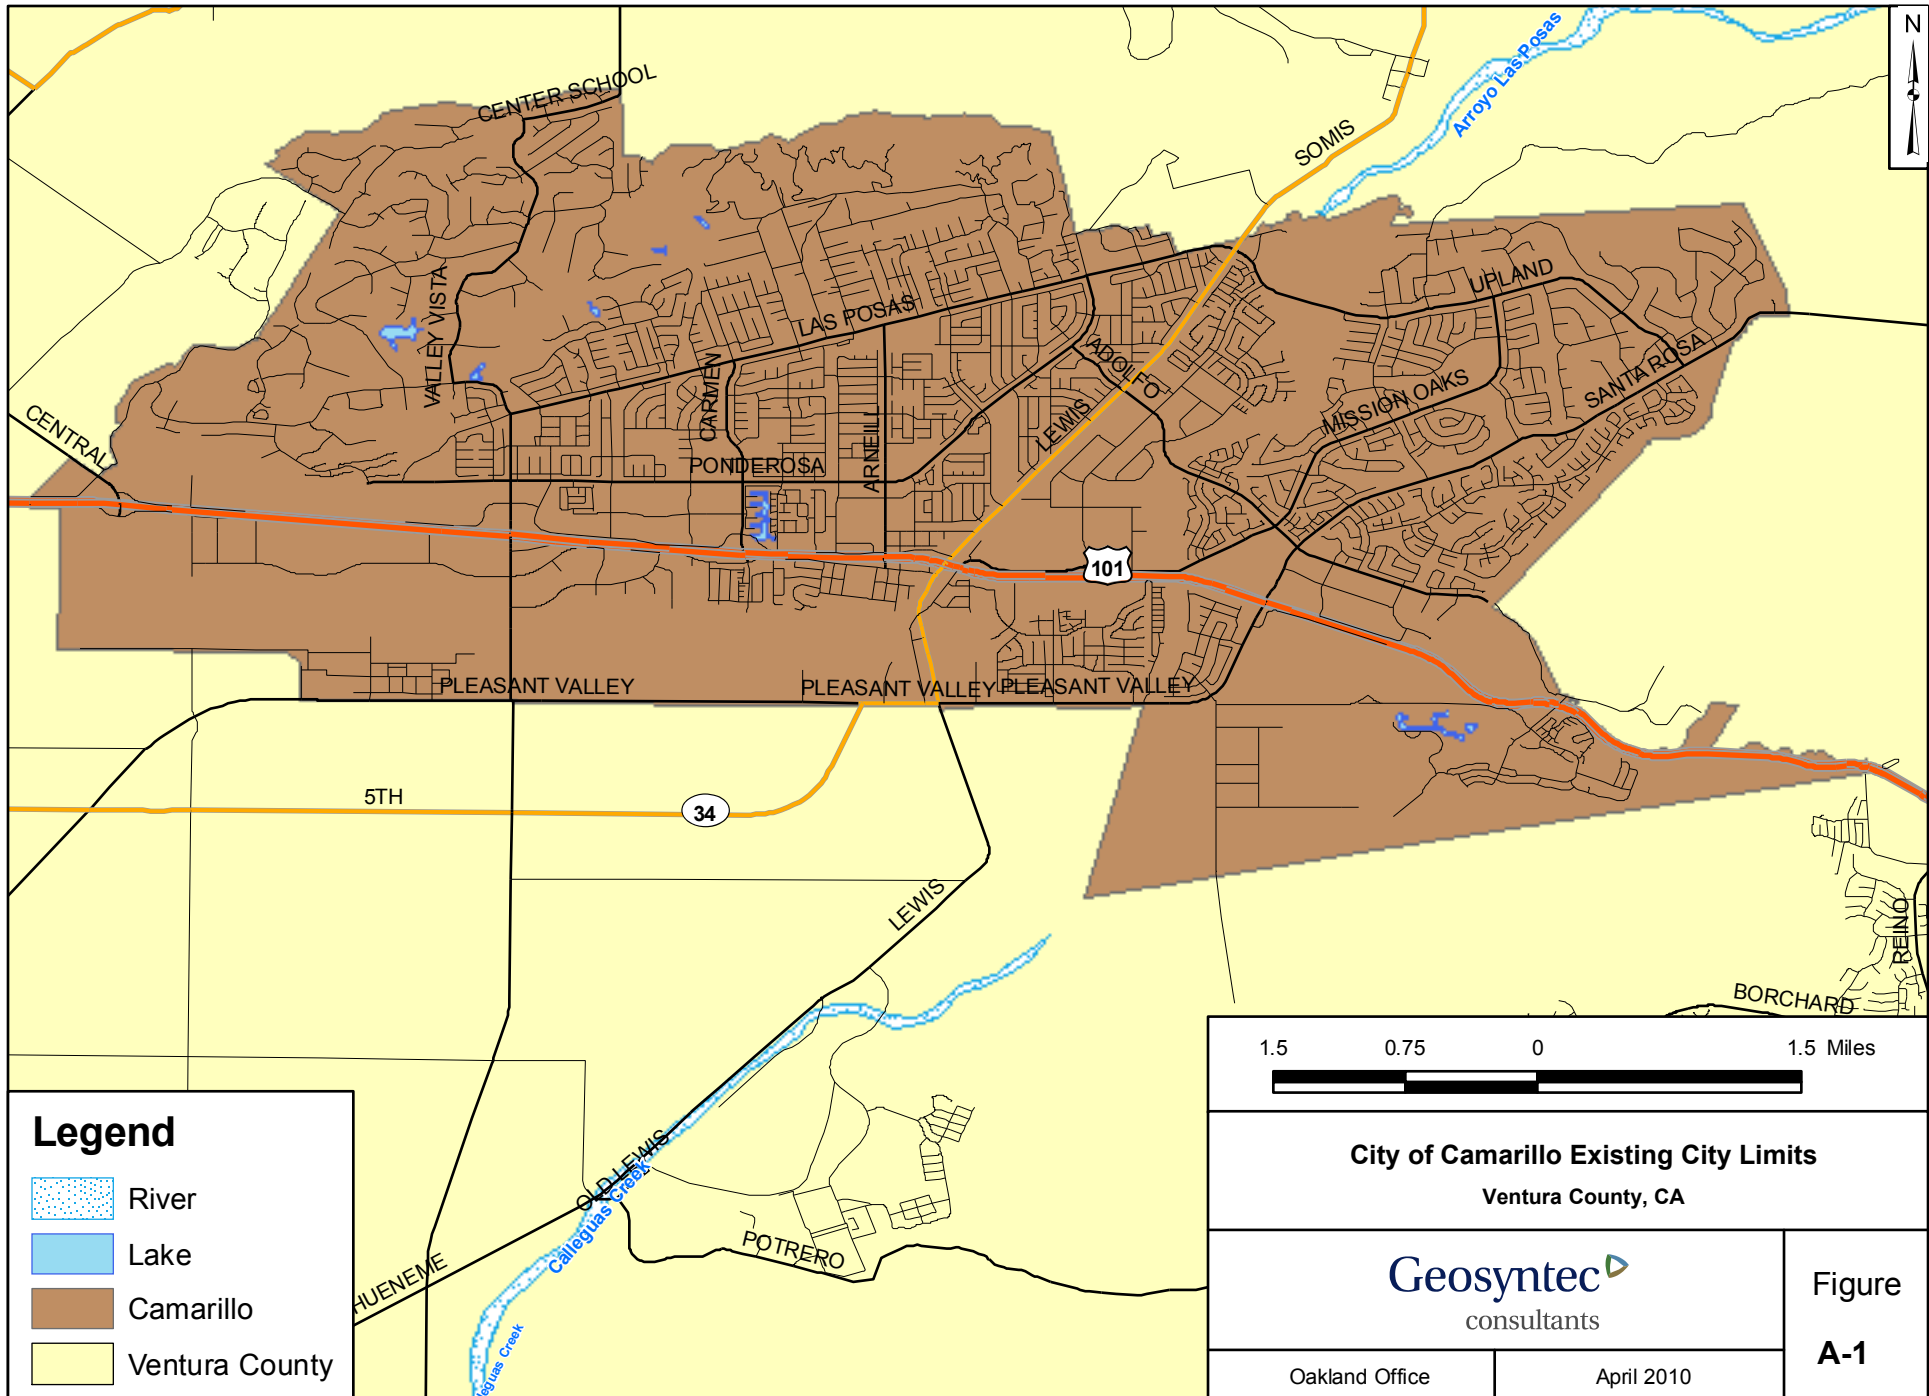 N
Arroyo Las Posas
CENTER SCHOOL
SOMIS
VALLEY VISTA
LAS POSAS
UPLAND
CARMEN
ADOLFO
SANTA ROSA
MISSION OAKS
CENTRAL
ARNEILL
LEWIS
PONDEROSA
101
PLEASANT VALLEY
PLEASANT VALLEY
PLEASANT VALLEY
5TH
34
LEWIS
REINO
BORCHARD
OLD LEWIS
Calleguas Creek
POTRERO
HUENEME
leguas Creek
Legend
River
Lake
Camarillo
Ventura County
1.5 0.75 0 1.5 Miles
City of Camarillo Existing City Limits
Ventura County, CA
Geosyntec
consultants
Figure
A-1
Oakland Office
April 2010